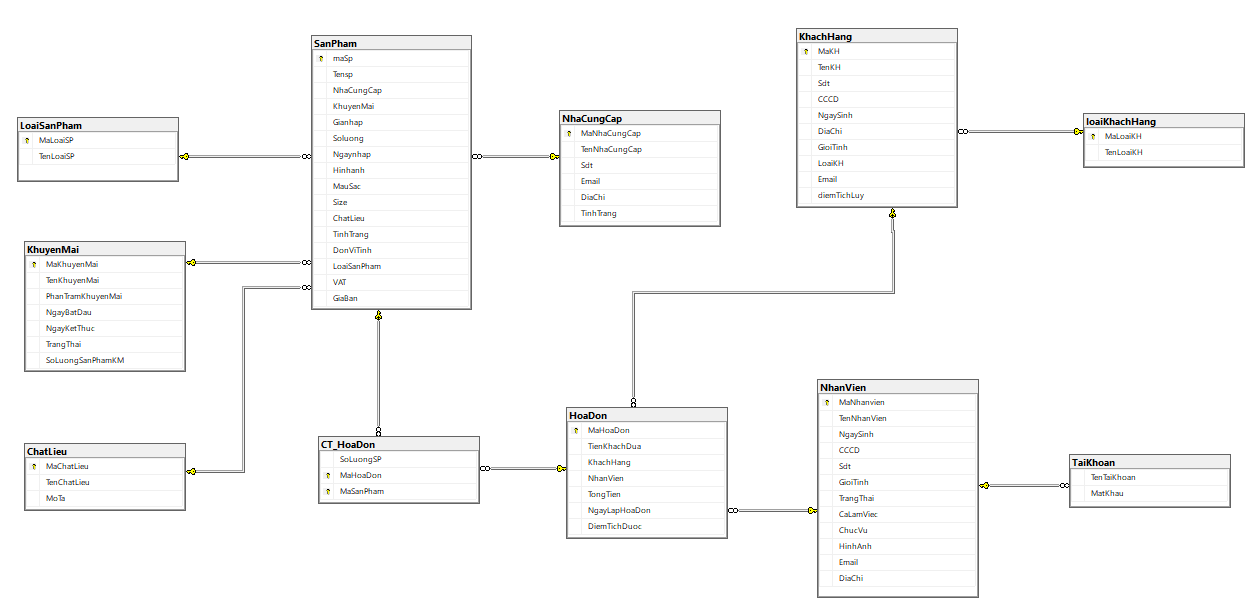 SanPham
maSp
Tensp
NhaCungCap
KhuyenMai
Gianhap
Soluong
Ngaynhap
Hinhanh
MauSac
Size
ChatLieu
TinhTrang
DonViTinh
LoaiSanPham
VAT
GiaBan
KhachHang
MaKH
TenKH
Sdt
CCCD
NgaySinh
DiaChi
GioiTinh
LoaiKH
Email
diemTichLuy
LoaiSanPham
MaLoaiSP
TenLoaiSP
NhaCungCap
MaNhaCungCap
TenNhaCungCap
Sdt
Email
DiaChi
TinhTrang
loaiKhachHang
MaLoaiKH
TenLoaiKH
KhuyenMai
MaKhuyenMai
TenKhuyenMai
PhanTramKhuyenMai
NgayBatDau
NgayKetThuc
TrangThai
SoLuongSanPhamKM
ChatLieu
MaChatLieu
TenChatLieu
MoTa
CT_HoaDon
SoLuongSP
MaHoaDon
MaSanPham
HoaDon
MaHoaDon
TienKhachDua
KhachHang
NhanVien
TongTien
NgayLapHoaDon
DiemTichDuoc
NhanVien
MaNhanvien
TenNhanVien
NgaySinh
CCCD
Sdt
GioiTinh
TrangThai
CaLamViec
ChucVu
HinhAnh
Email
DiaChi
TaiKhoan
TenTaiKhoan
MatKhau